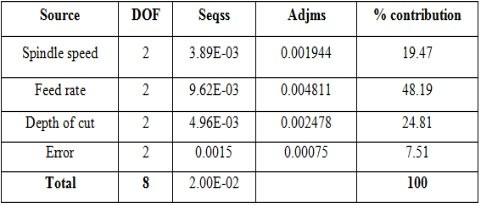 Source DOF Seqss Adjms % contribution
Spindle speed 2 3.89E-03 0.001944 19.47
Feed rate 2 9.62E-03 0.004811 48.19
Depth of cut 2 4.96E-03 0.002478 24.81
Error 2 0.0015 0.00075 7.51
Total 8 2.00E-02 100